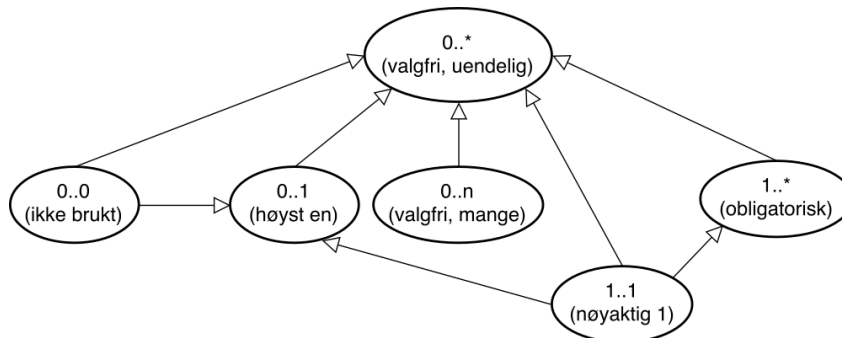 0..*
(valgfri, uendelig)
0..0
(ikke brukt)
0..1
(høyst en)
0..n
(valgfri, mange)
1..*
(obligatorisk)
1..1
(nøyaktig 1)